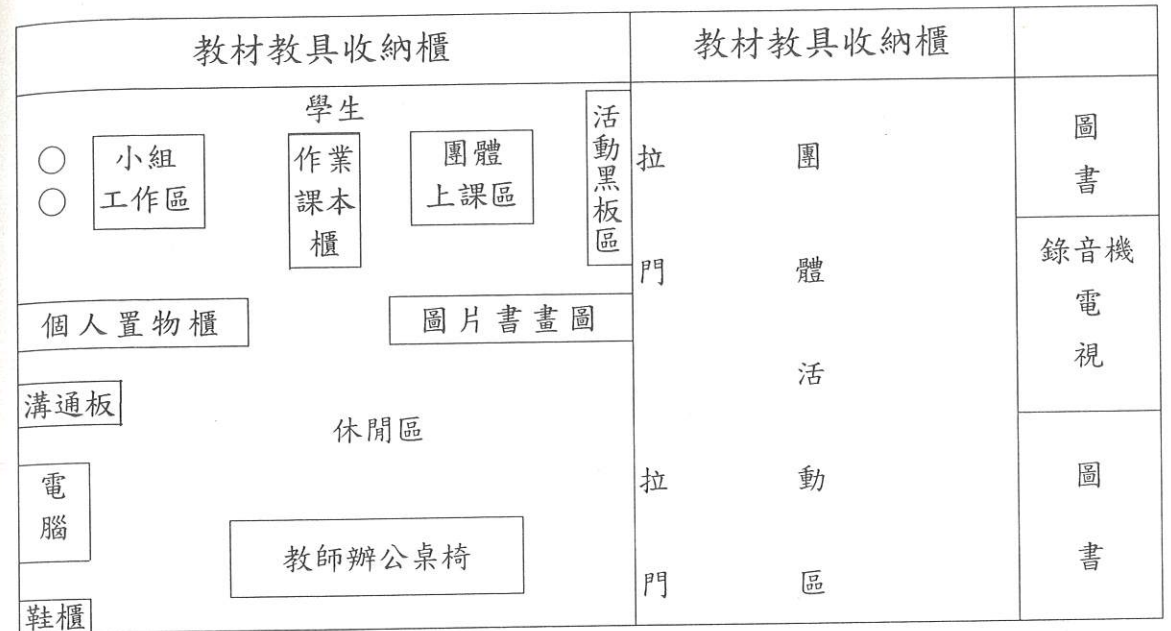 教材教具收納櫃
教材教具收納櫃
學生
小組
工作區
作業
課本
櫃
團體
上課區
活動黑板區
個人置物櫃
圖片書畫圖
溝通板
休閒區
電
腦
教師辦公桌椅
鞋櫃
拉
門
拉
門
團
體
活
動
區
圖
書
錄音機
電
視
圖
書